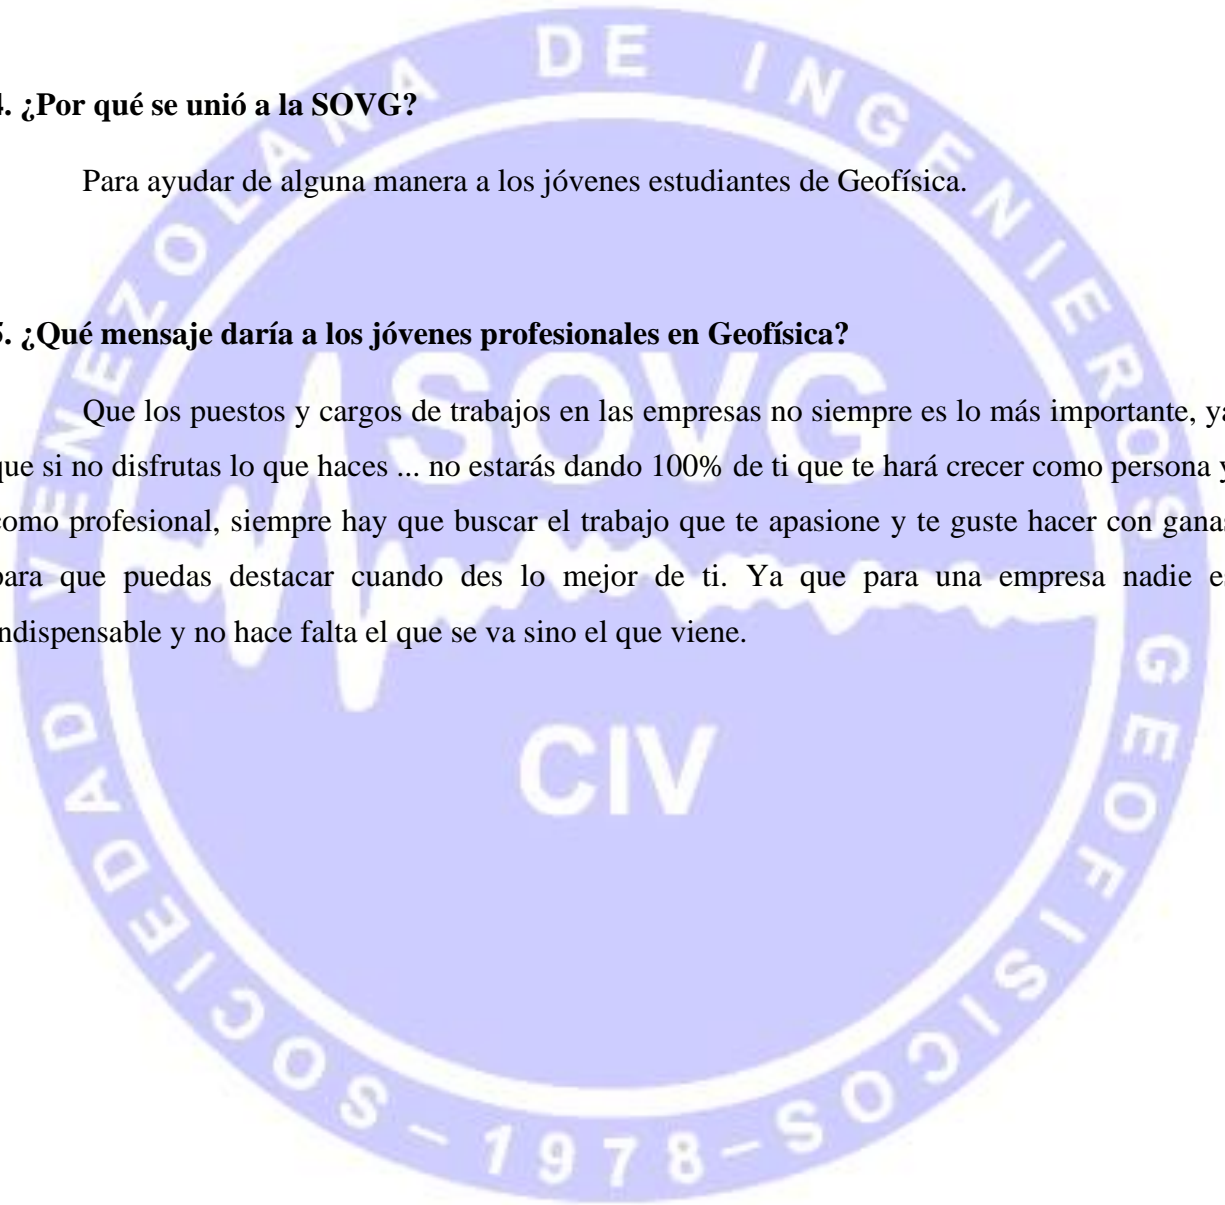 4. ¿Por qué se unió a la SOVG?
Para ayudar de alguna manera a los jóvenes estudiantes de Geofísica.
5. ¿Qué mensaje daría a los jóvenes profesionales en Geofísica?
Que los puestos y cargos de trabajos en las empresas no siempre es lo más importante, ya
que si no disfrutas lo que haces ... no estarás dando 100% de ti que te hará crecer como persona y
como profesional, siempre hay que buscar el trabajo que te apasione y te guste hacer con ganas
para que puedas destacar cuando des lo mejor de ti. Ya que para una empresa nadie es
indispensable y no hace falta el que se va sino el que viene.
SOCIEDAD VENEZOLANA DE INGENIEROS GEOFISICOS
-1978-
SOVG
CIV